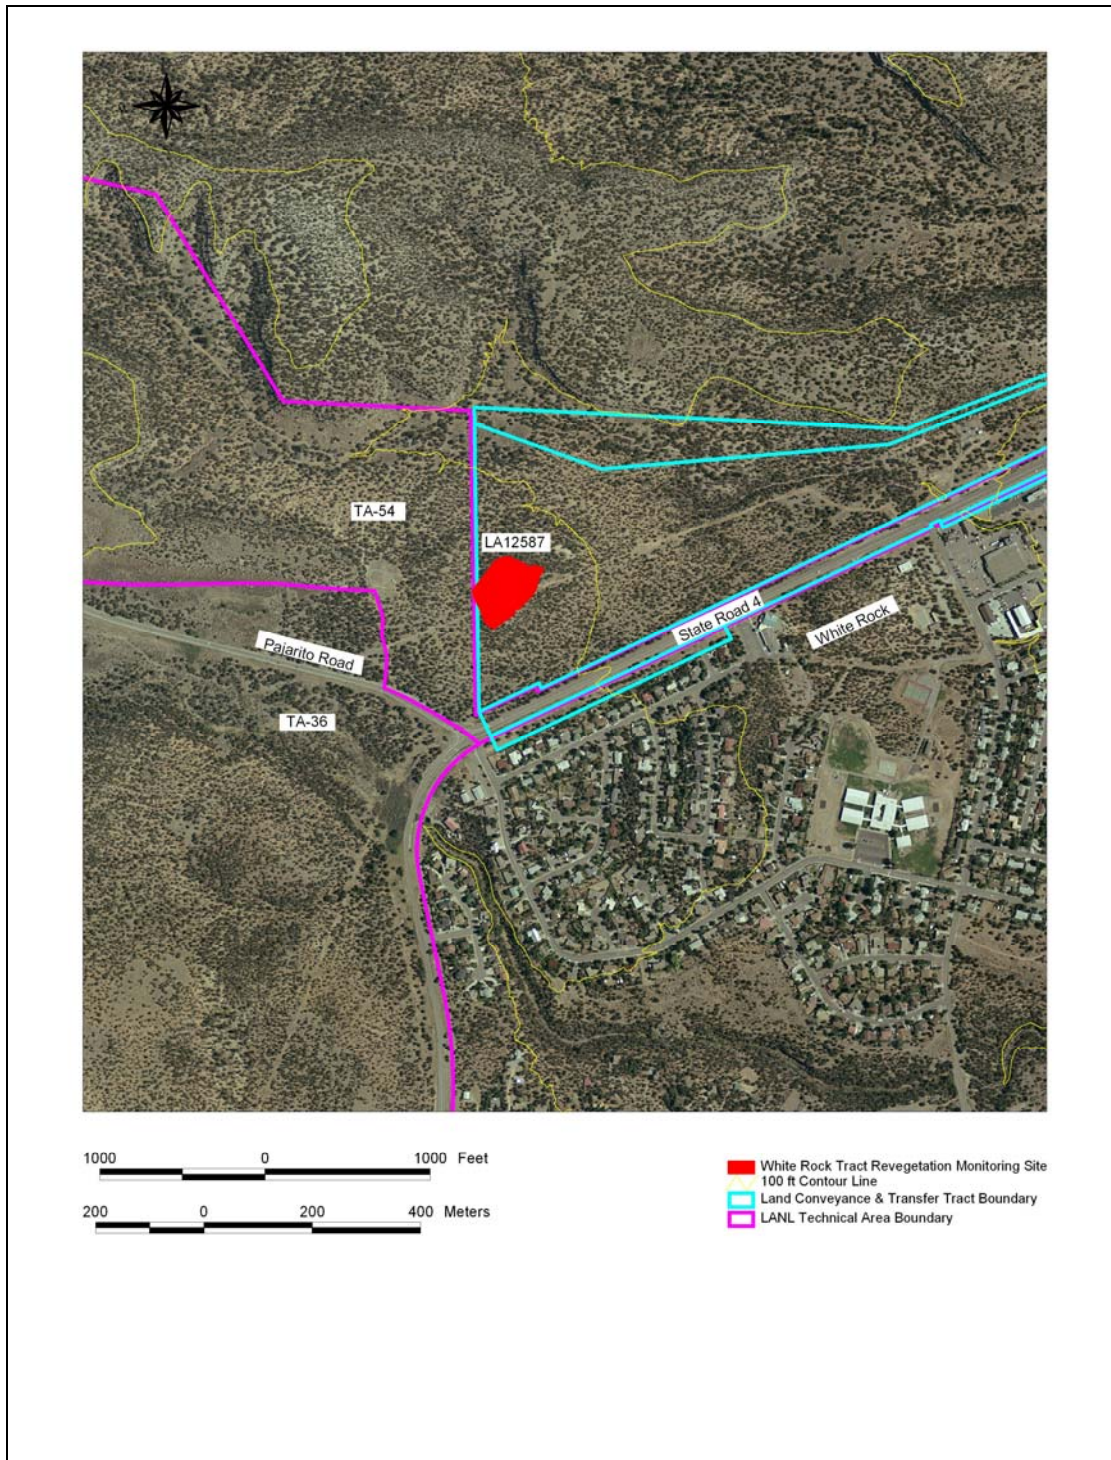 TA-54
LA12587
State Road 4
White Rock
Pajarito Road
TA-36
1000 0 1000 Feet
200 0 200 400 Meters
White Rock Tract Revegetation Monitoring Site
100 ft Contour Line
Land Conveyance & Transfer Tract Boundary
LANL Technical Area Boundary